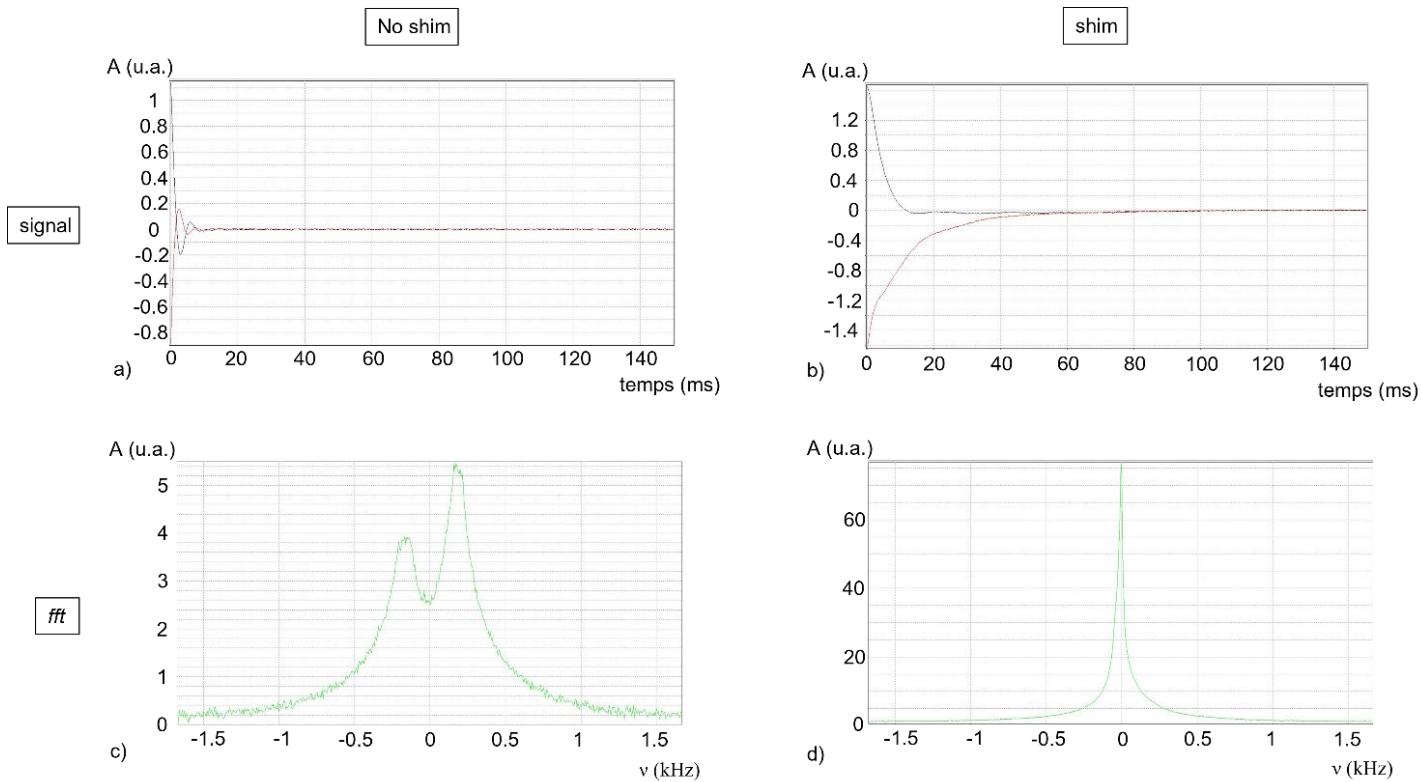 No shim
shim
A (u.a.)
1
0.8
0.6
0.4
0.2
0
-0.2
-0.4
-0.6
-0.8
0 20 40 60 80 100 120 140
temps (ms)
a)
A (u.a.)
1.2
0.8
0.4
0
-0.4
-0.8
-1.2
-1.4
0 20 40 60 80 100 120 140
temps (ms)
b)
signal
A (u.a.)
5
4
3
2
1
0
-1.5 -1 -0.5 0 0.5 1 1.5
ν (kHz)
c)
A (u.a.)
60
40
20
0
-1.5 -1 -0.5 0 0.5 1 1.5
ν (kHz)
d)
fft